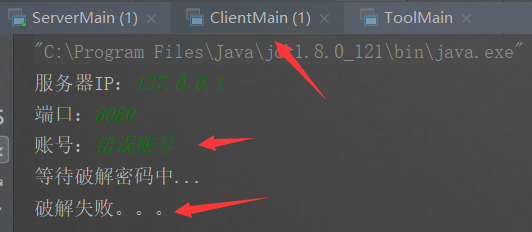 ServerMain (1) × ClientMain (1) × ToolMain
"C:\Program Files\Java\jdk1.8.0_121\bin\java.exe"
服务器IP：127.0.0.1
端口：8080
账号：错误账号
等待破解密码中...
破解失败。。。